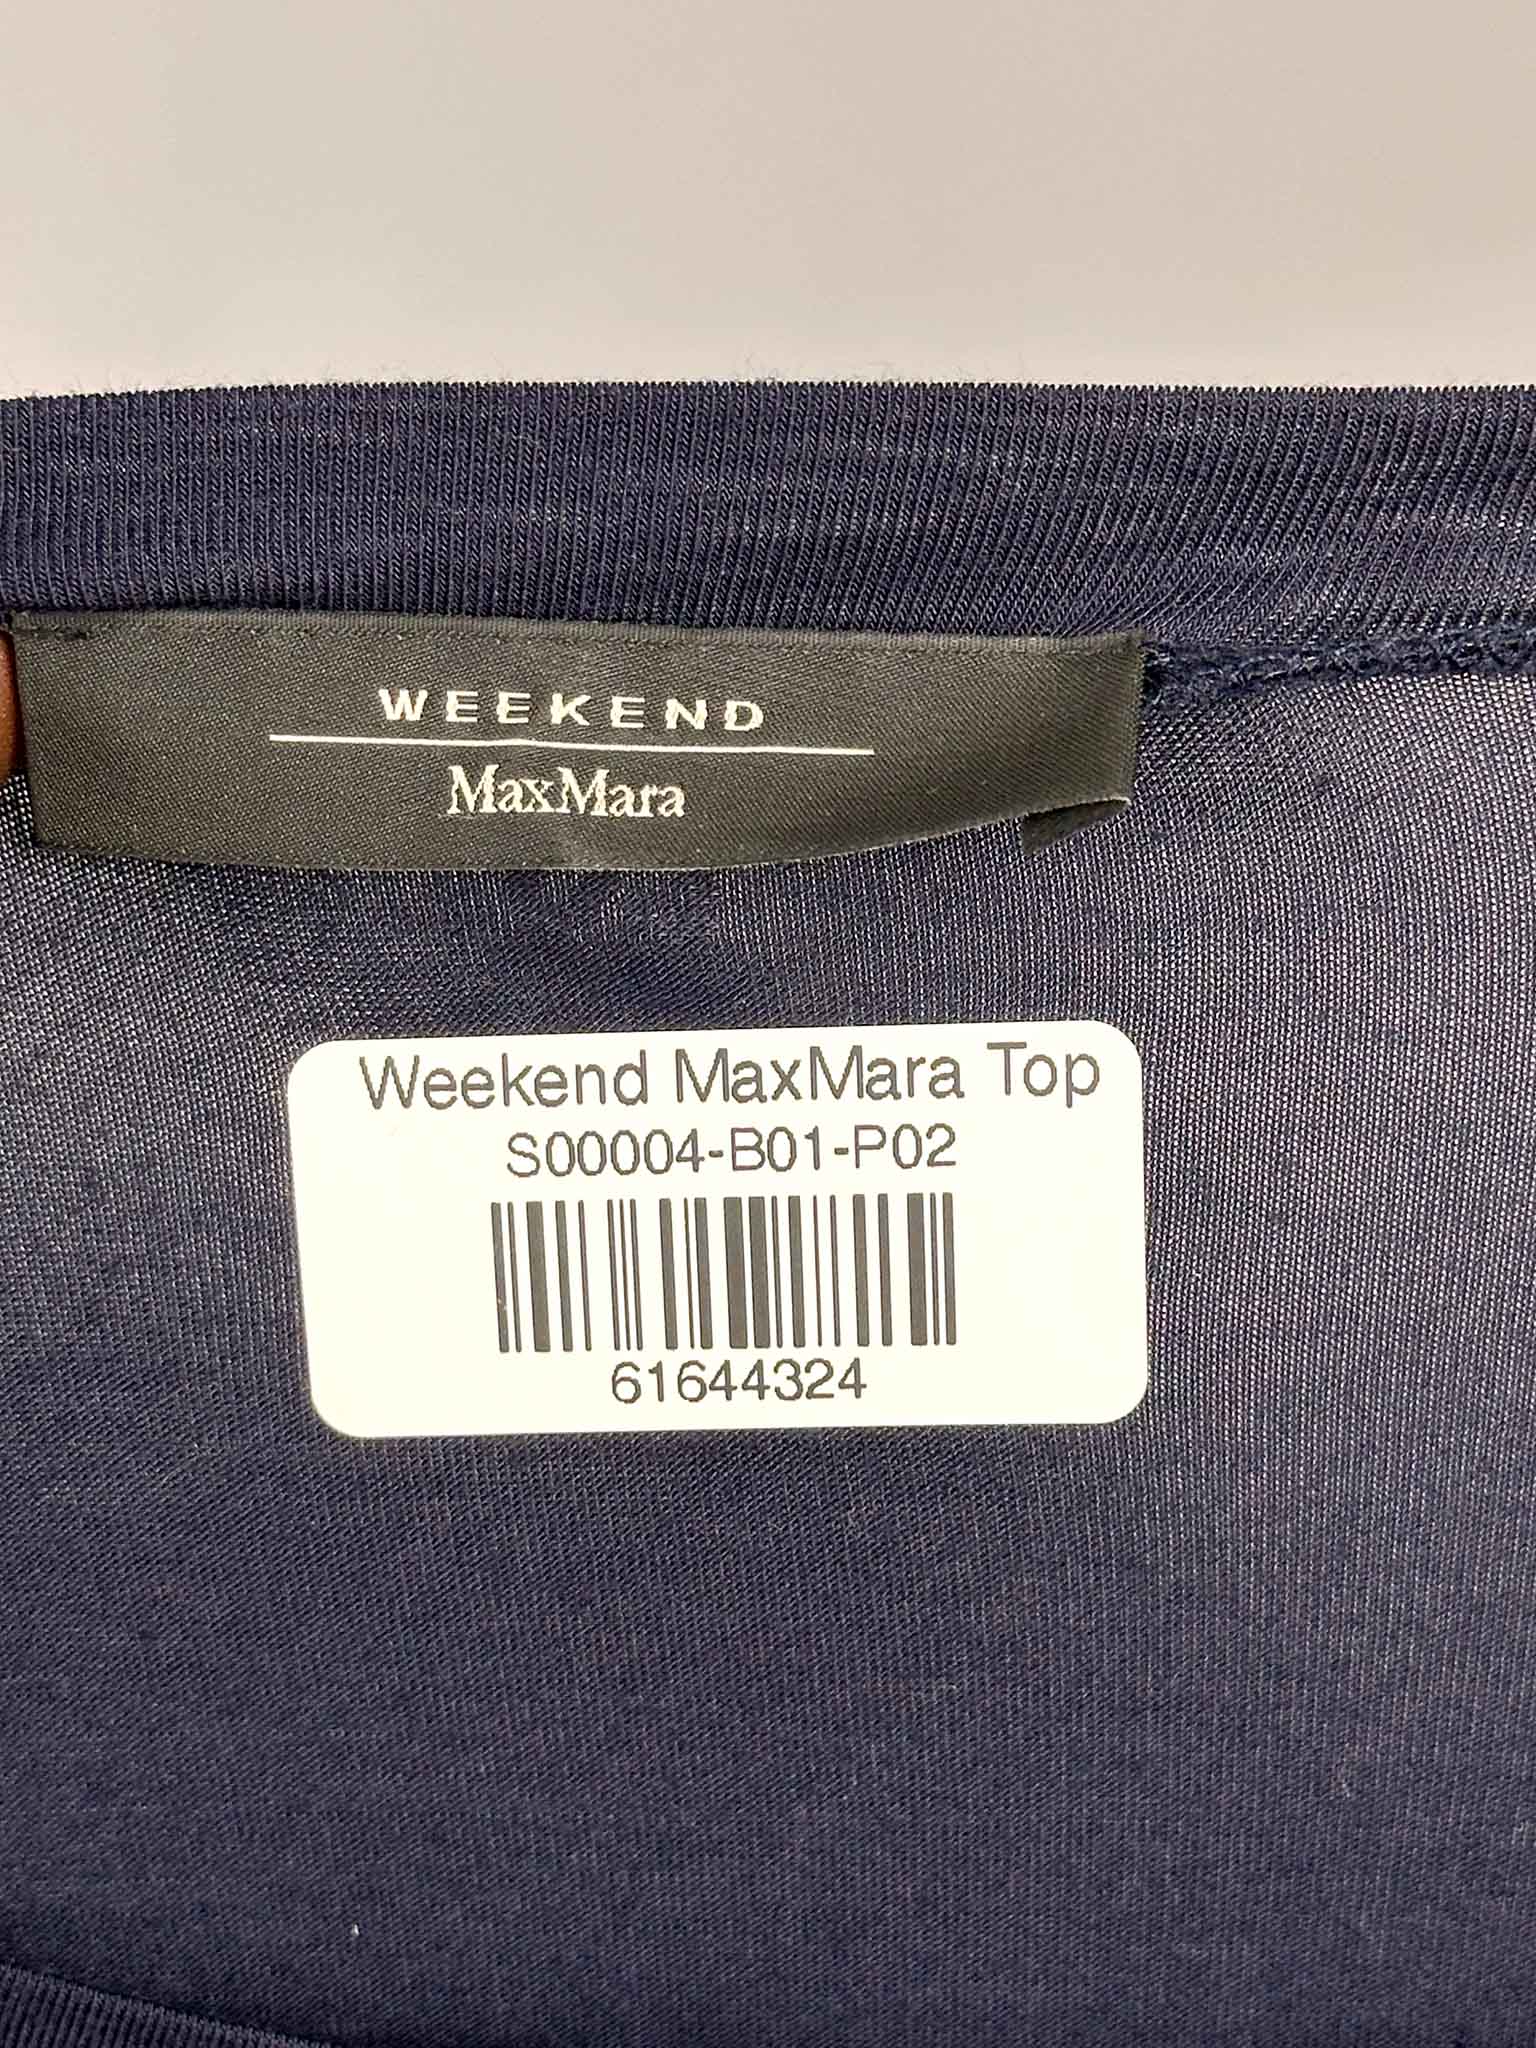 WEEKEND
MaxMara
Weekend MaxMara Top
S00004-B01-P02
61644324